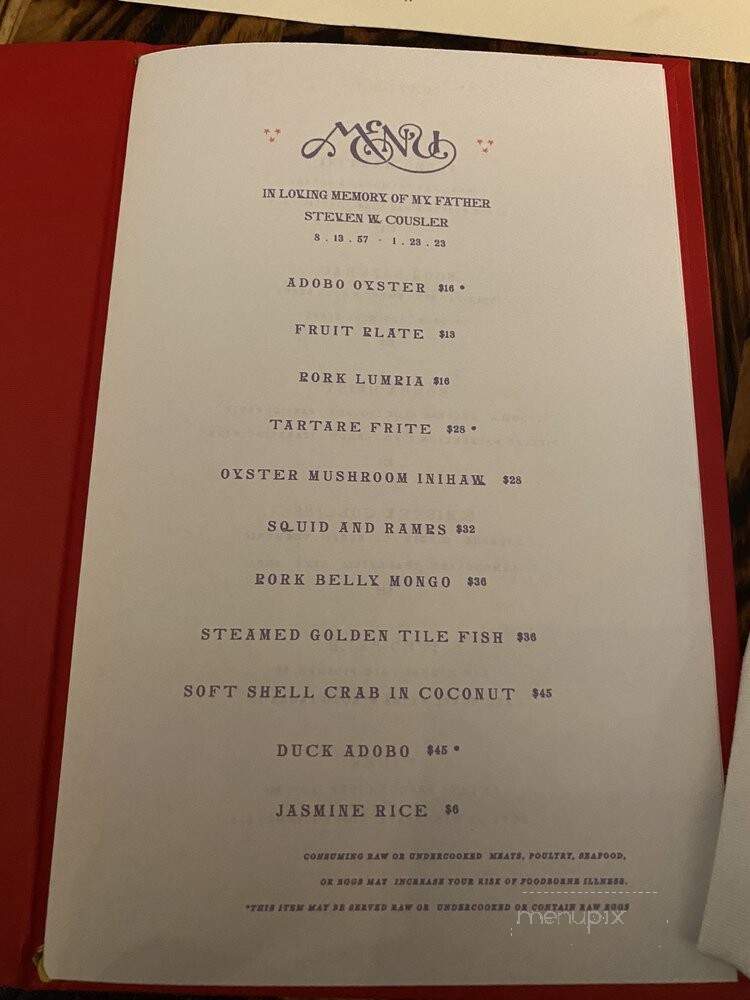 MENU
IN LOVING MEMORY OF MY FATHER
STEVEN W. COUSLER
8 . 13 . 57 - 1 . 23 . 23
ADOBO OYSTER $16 *
FRUIT PLATE $13
PORK LUMPIA $16
TARTARE FRITE $28 *
OYSTER MUSHROOM INIHAW $28
SQUID AND RAMPS $32
PORK BELLY MONGO $36
STEAMED GOLDEN TILE FISH $36
SOFT SHELL CRAB IN COCONUT $45
DUCK ADOBO $45 *
JASMINE RICE $6
CONSUMING RAW OR UNDERCOOKED MEATS, POULTRY, SEAFOOD,
OR EGGS MAY INCREASE YOUR RISK OF FOODBORNE ILLNESS.
*THIS ITEM MAY BE SERVED RAW OR UNDERCOOKED OR CONTAIN RAW EGGS
menupix